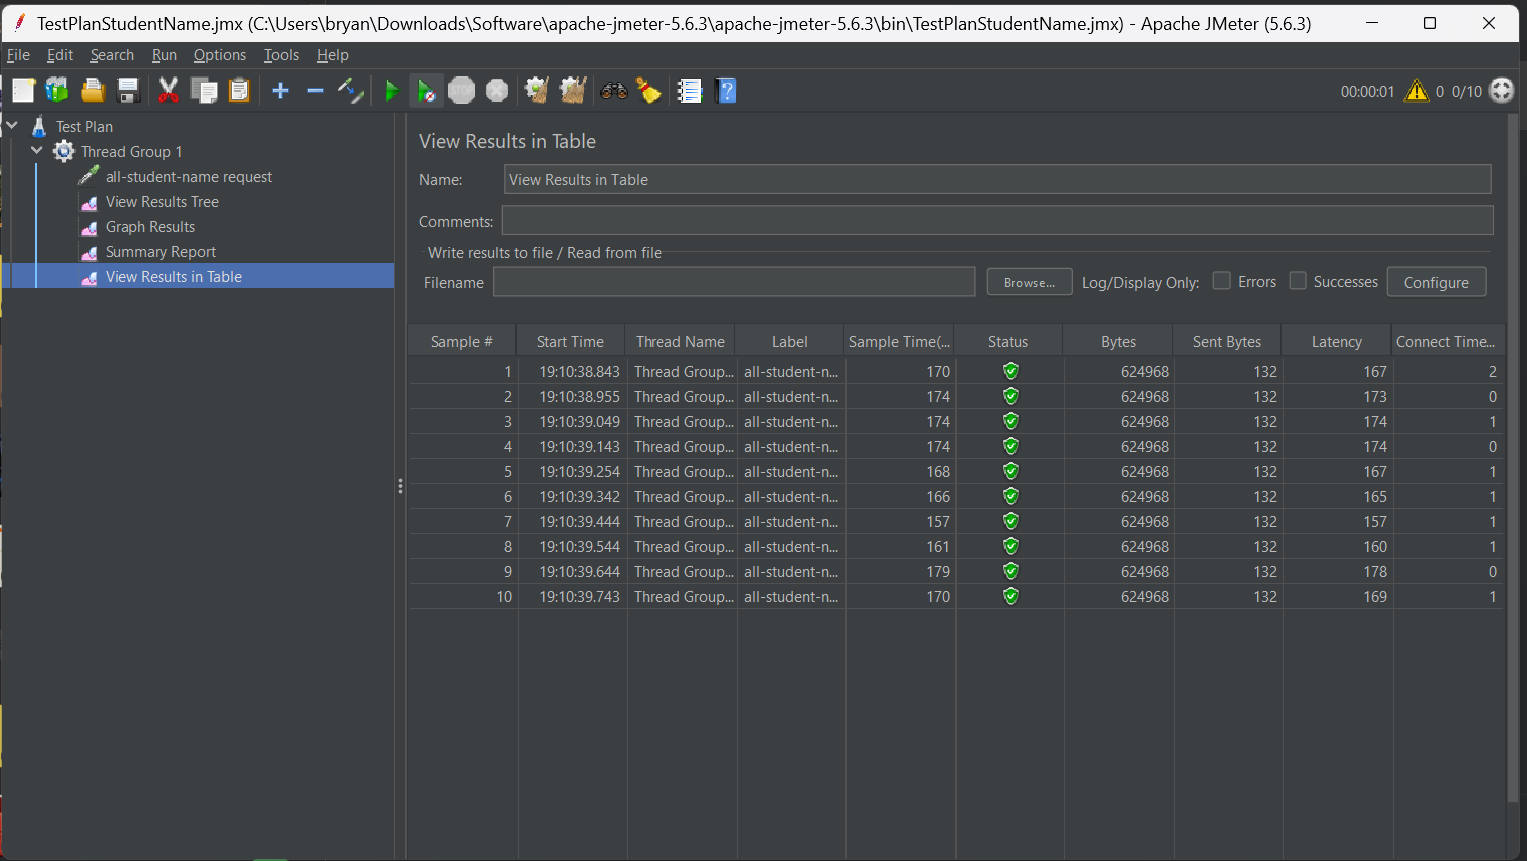 TestPlanStudentName.jmx (C:\Users\bryan\Downloads\Software\apache-jmeter-5.6.3\apache-jmeter-5.6.3\bin\TestPlanStudentName.jmx) - Apache JMeter (5.6.3)
File Edit Search Run Options Tools Help
STOP 00:00:01 0 0/10
Test Plan
Thread Group 1
all-student-name request
View Results Tree
Graph Results
Summary Report
View Results in Table
View Results in Table
Name: View Results in Table
Comments:
Write results to file / Read from file
Filename Browse... Log/Display Only: Errors Successes Configure
Sample # Start Time Thread Name Label Sample Time(... Status Bytes Sent Bytes Latency Connect Time...
1 19:10:38.843 Thread Group... all-student-n... 170 624968 132 167 2
2 19:10:38.955 Thread Group... all-student-n... 174 624968 132 173 0
3 19:10:39.049 Thread Group... all-student-n... 174 624968 132 174 1
4 19:10:39.143 Thread Group... all-student-n... 174 624968 132 174 0
5 19:10:39.254 Thread Group... all-student-n... 168 624968 132 167 1
6 19:10:39.342 Thread Group... all-student-n... 166 624968 132 165 1
7 19:10:39.444 Thread Group... all-student-n... 157 624968 132 157 1
8 19:10:39.544 Thread Group... all-student-n... 161 624968 132 160 1
9 19:10:39.644 Thread Group... all-student-n... 179 624968 132 178 0
10 19:10:39.743 Thread Group... all-student-n... 170 624968 132 169 1